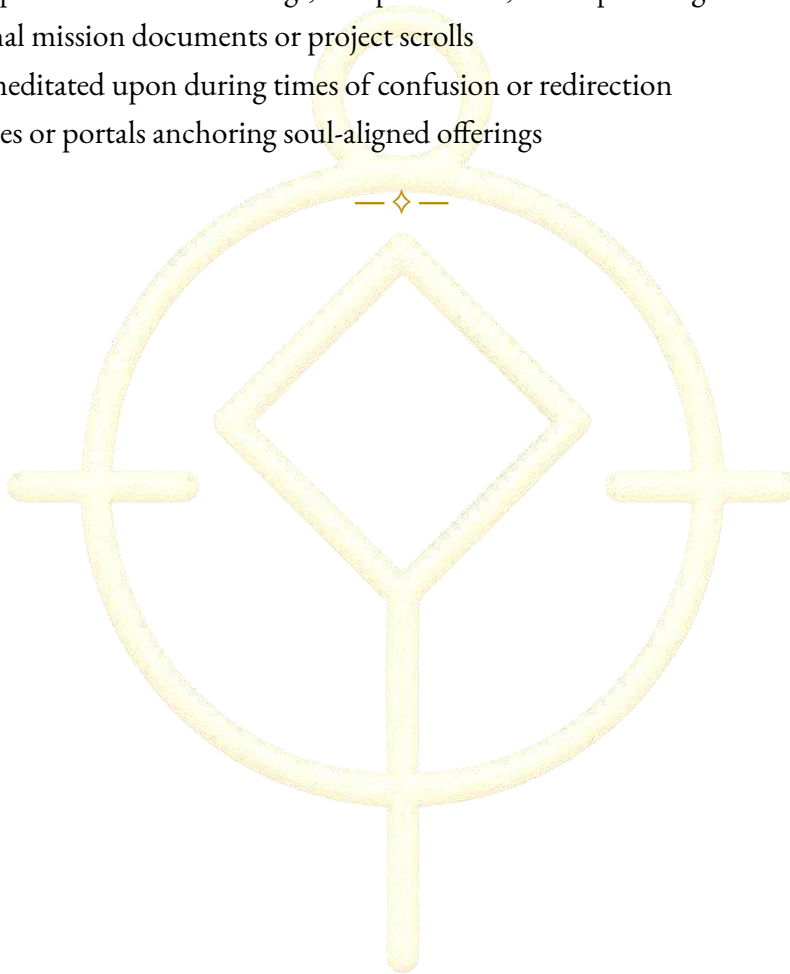 nal mission documents or project scrolls
meditated upon during times of confusion or redirection
es or portals anchoring soul-aligned offerings